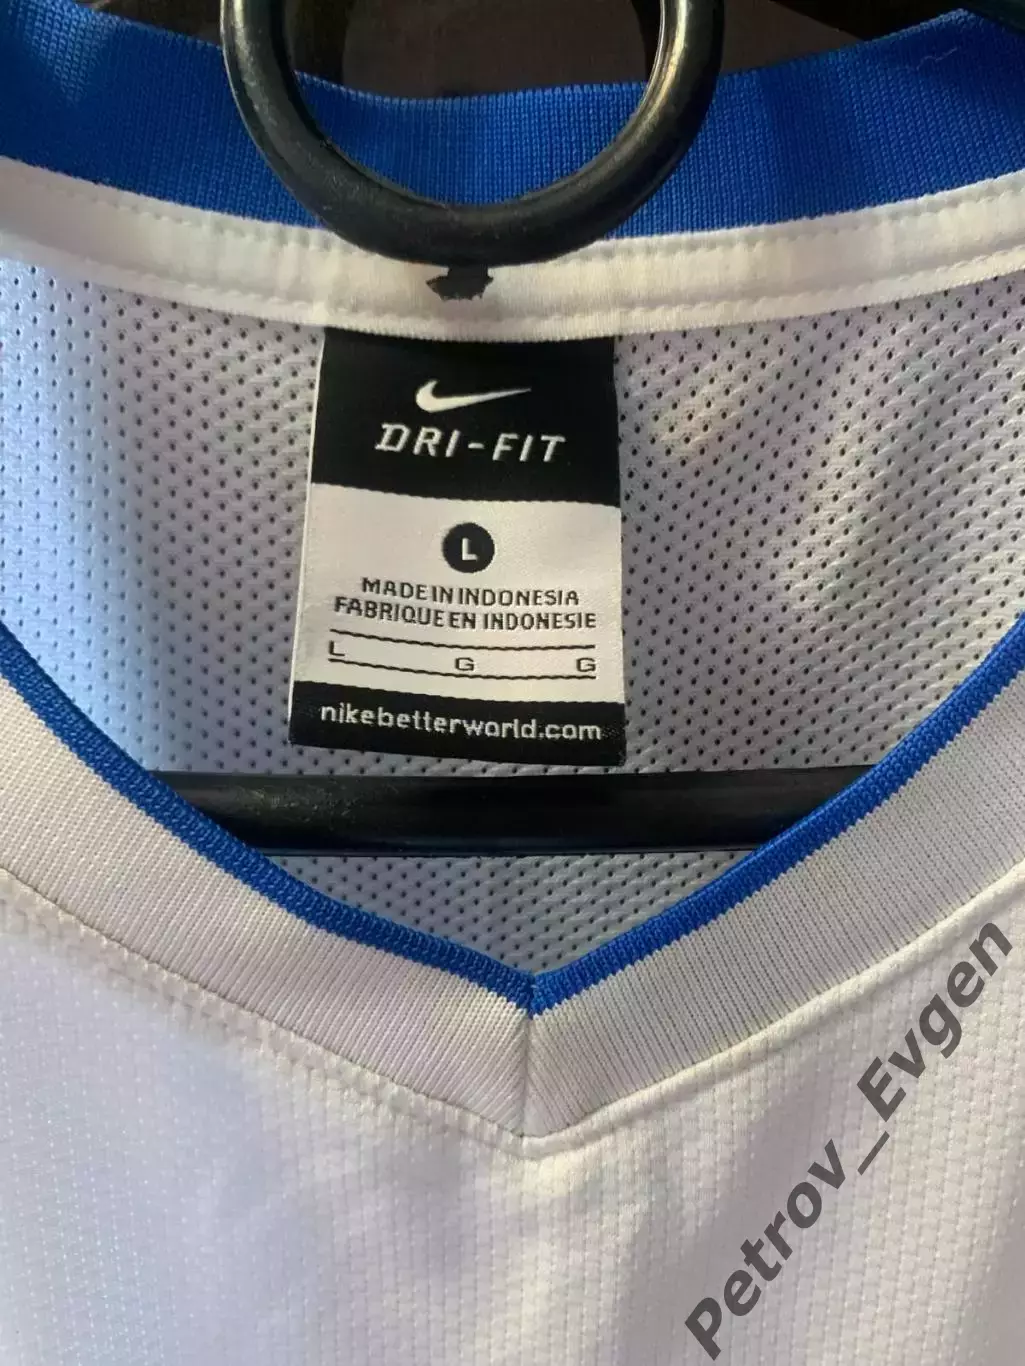 DRI-FIT
L
MADE IN INDONESIA
FABRIQUE EN INDONESIE
L G G
nikebetterworld.com
Petrov_Evgen